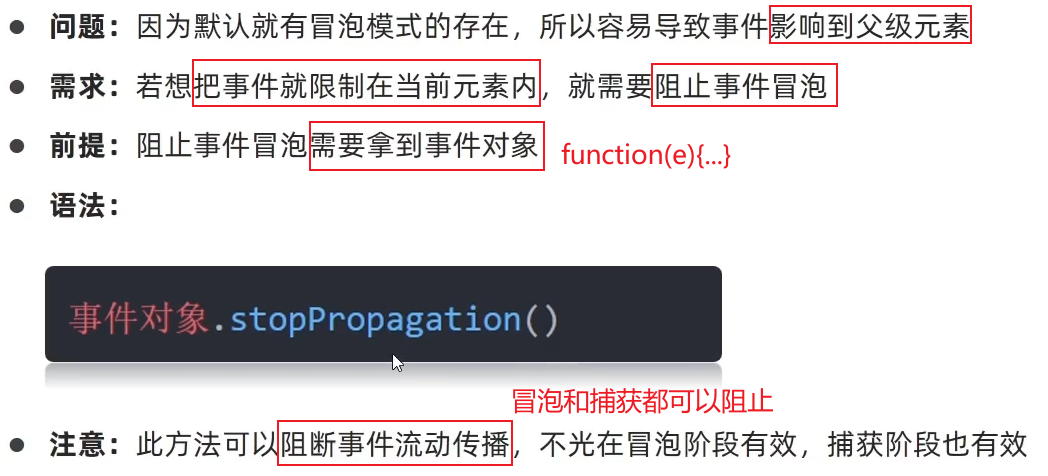 问题：因为默认就有冒泡模式的存在，所以容易导致事件影响到父级元素
需求：若想把事件就限制在当前元素内，就需要阻止事件冒泡
前提：阻止事件冒泡需要拿到事件对象 function(e){...}
语法：
事件对象.stopPropagation()
冒泡和捕获都可以阻止
注意：此方法可以阻断事件流动传播，不光在冒泡阶段有效，捕获阶段也有效